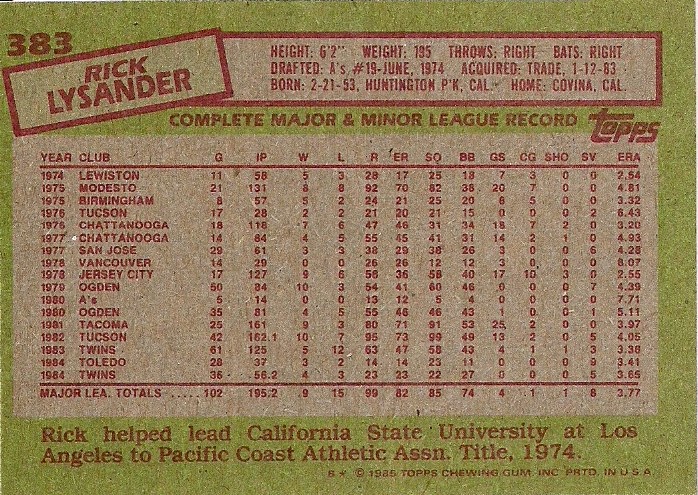 383
RICK
LYSANDER
HEIGHT: 6'2" WEIGHT: 195 THROWS: RIGHT BATS: RIGHT
DRAFTED: A's #19-JUNE, 1974 ACQUIRED: TRADE, 1-12-83
BORN: 2-21-53, HUNTINGTON P'K, CAL. HOME: COVINA, CAL.
COMPLETE MAJOR & MINOR LEAGUE RECORD
Topps
YEAR CLUB G IP W L R ER SO BB GS CG SHO SV ERA
1974 LEWISTON 11 58 5 3 28 17 25 18 7 3 0 0 2.64
1975 MODESTO 21 131 8 8 92 70 82 36 20 7 0 0 4.81
1975 BIRMINGHAM 8 57 5 2 24 21 25 20 8 5 0 0 3.32
1976 TUCSON 17 28 2 2 21 20 21 15 0 0 0 2 6.43
1976 CHATTANOOGA 18 118 7 6 47 31 34 18 7 2 0 3.20
1977 CHATTANOOGA 14 84 4 5 55 45 41 31 14 2 1 0 4.93
1977 SAN JOSE 29 61 3 3 38 29 38 26 3 0 0 6 4.28
1978 VANCOUVER 14 29 0 0 26 26 12 12 3 0 0 0 8.07
1978 JERSEY CITY 17 127 9 6 36 58 40 17 10 3 0 2.55
1979 OGDEN 50 84 10 3 54 41 60 46 0 0 0 7 4.39
1980 A's 5 14 0 0 13 12 5 4 0 0 0 0 7.71
1980 OGDEN 35 81 4 5 55 46 46 43 1 0 0 1 5.11
1981 TACOMA 25 161 9 3 80 71 91 53 25 2 0 0 3.97
1982 TUCSON 42 162.1 10 7 95 73 99 49 13 2 0 5 4.05
1983 TWINS 61 125 5 12 63 47 58 43 4 1 1 3 3.38
1984 TOLEDO 28 37 3 2 14 14 25 11 0 0 0 9 3.41
1984 TWINS 36 56.2 4 3 23 23 22 27 0 0 0 5 3.65
MAJOR LEA. TOTALS ..... 102 195.2 9 15 99 82 85 74 4 1 1 8 3.77
Rick helped lead California State University at Los
Angeles to Pacific Coast Athletic Assn. Title, 1974.
© 1985 TOPPS CHEWING GUM, INC. PRTD. IN U.S.A.